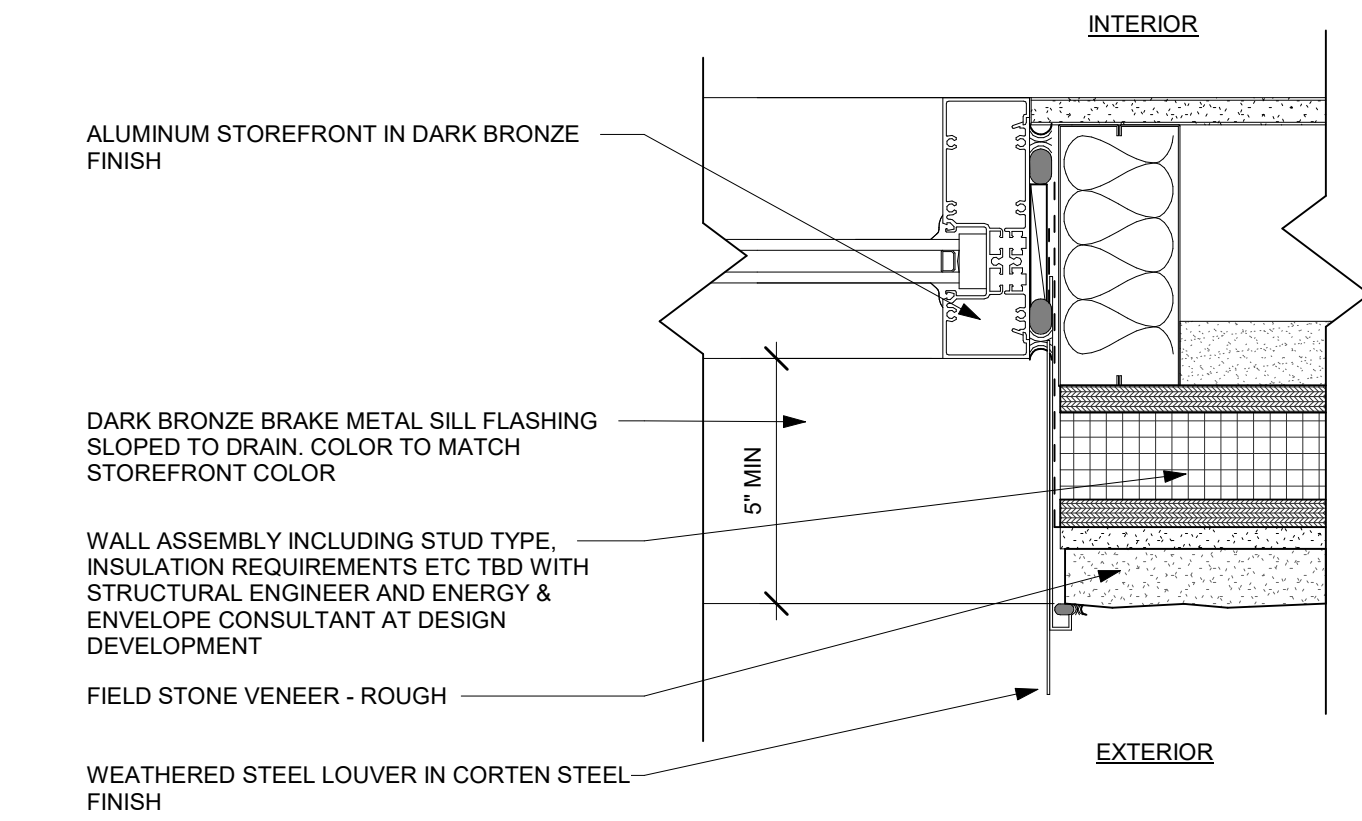 INTERIOR
ALUMINUM STOREFRONT IN DARK BRONZE
FINISH
DARK BRONZE BRAKE METAL SILL FLASHING
SLOPED TO DRAIN. COLOR TO MATCH
STOREFRONT COLOR
5" MIN
WALL ASSEMBLY INCLUDING STUD TYPE,
INSULATION REQUIREMENTS ETC TBD WITH
STRUCTURAL ENGINEER AND ENERGY &
ENVELOPE CONSULTANT AT DESIGN
DEVELOPMENT
FIELD STONE VENEER - ROUGH
EXTERIOR
WEATHERED STEEL LOUVER IN CORTEN STEEL
FINISH